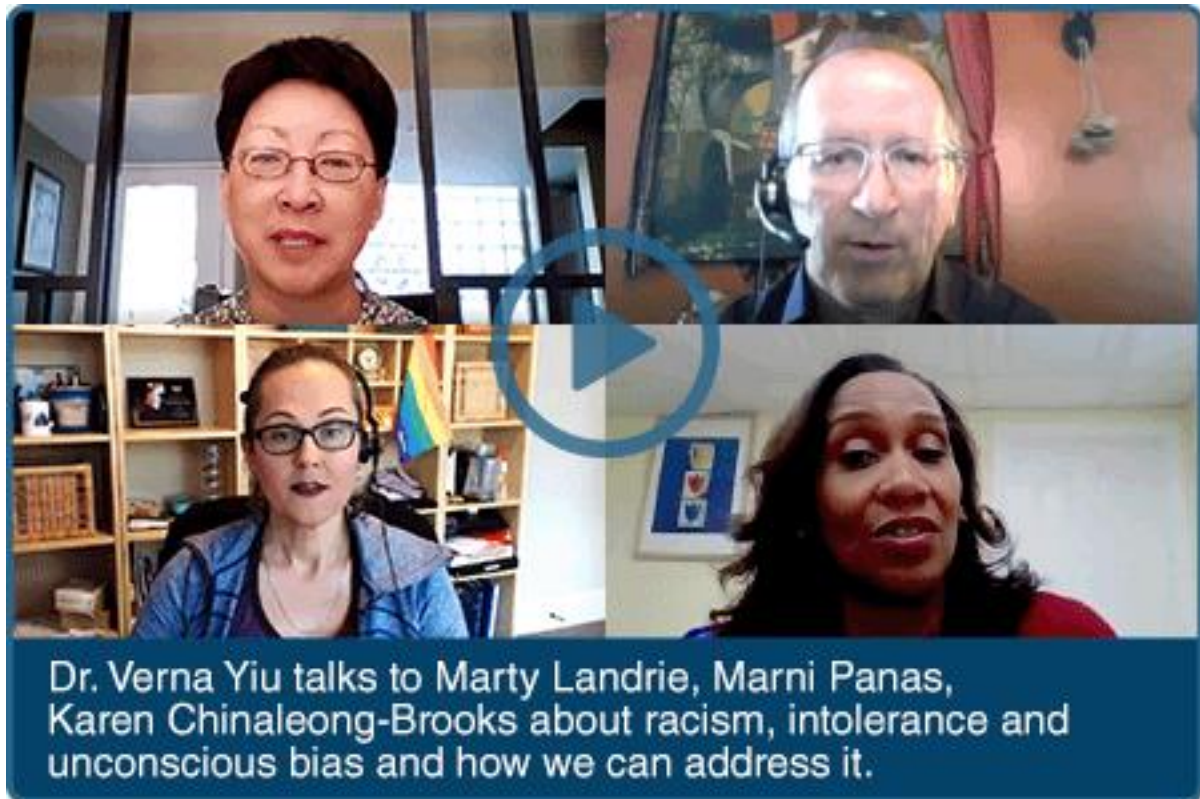 Dr. Verna Yiu talks to Marty Landrie, Marni Panas,
Karen Chinaleong-Brooks about racism, intolerance and
unconscious bias and how we can address it.